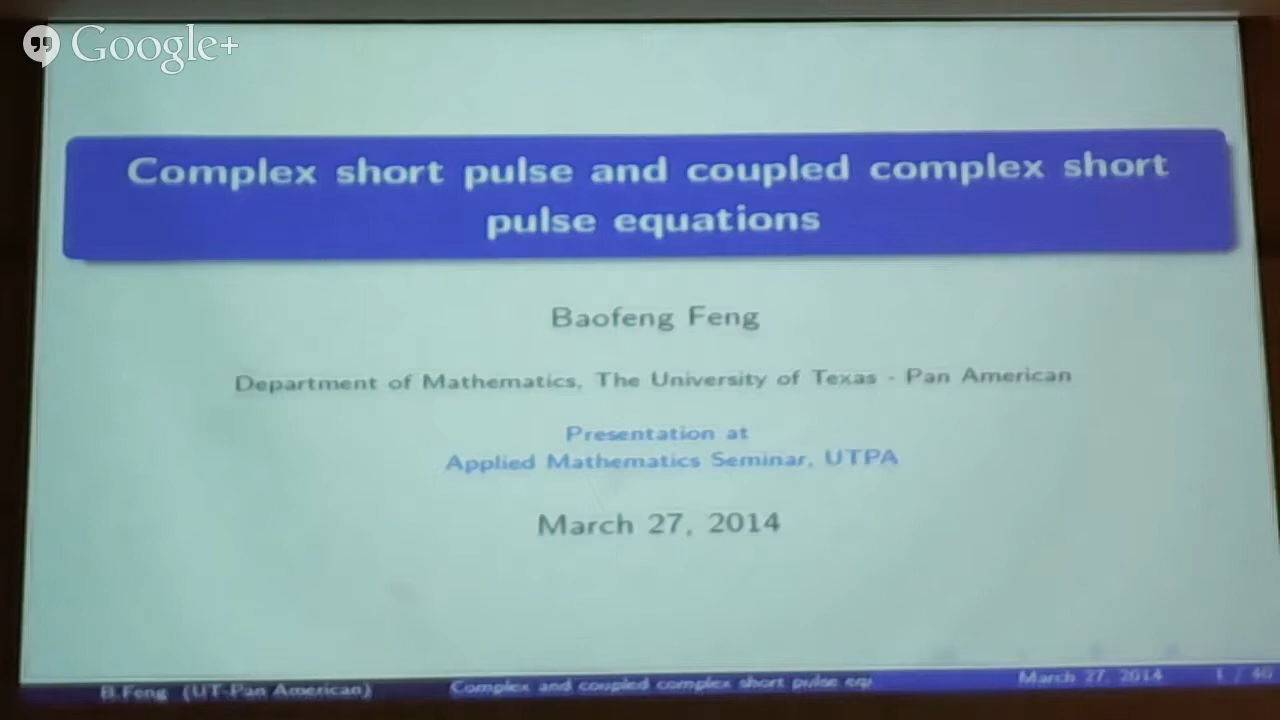 Google+
Complex short pulse and coupled complex short
pulse equations
Baofeng Feng
Department of Mathematics, The University of Texas - Pan American
Presentation at
Applied Mathematics Seminar, UTPA
March 27, 2014
B.Feng (UT-Pan American) Complex and coupled complex short pulse equ March 27, 2014 1 / 40